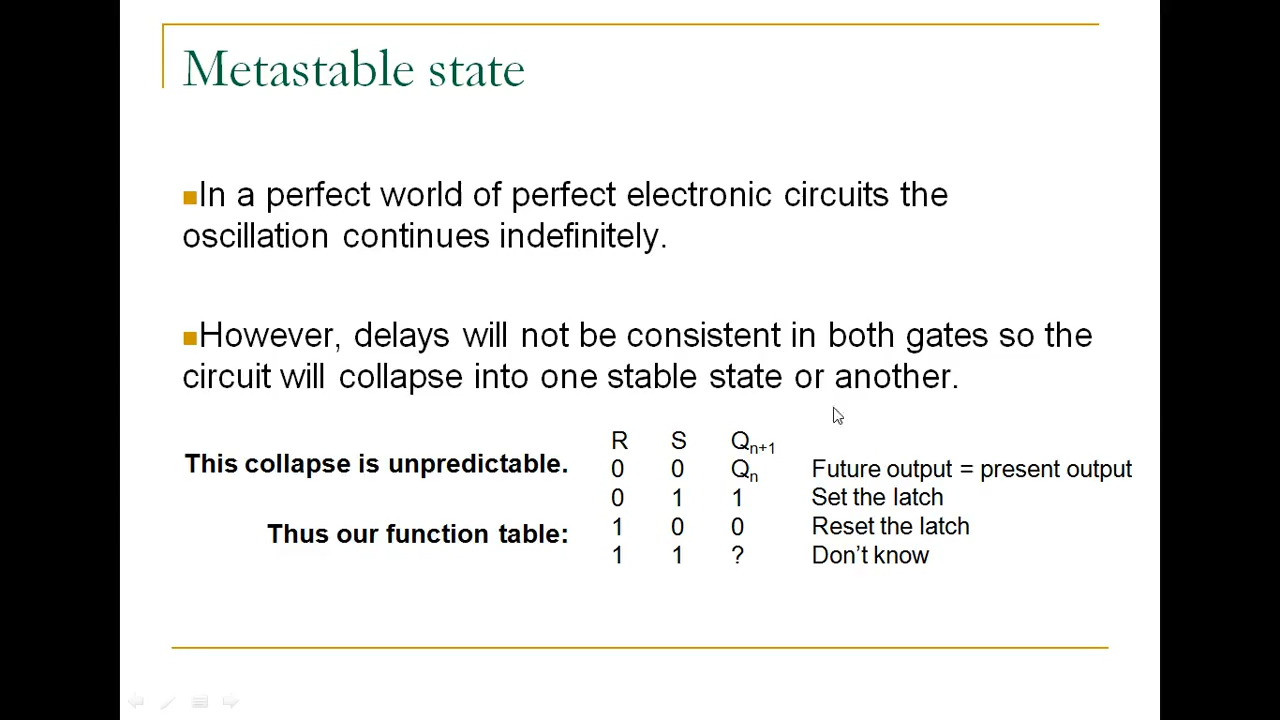 Metastable state
In a perfect world of perfect electronic circuits the
oscillation continues indefinitely.
However, delays will not be consistent in both gates so the
circuit will collapse into one stable state or another.
This collapse is unpredictable.
Thus our function table:
R S Qn+1
0 0 Qn Future output = present output
0 1 1 Set the latch
1 0 0 Reset the latch
1 1 ? Don't know